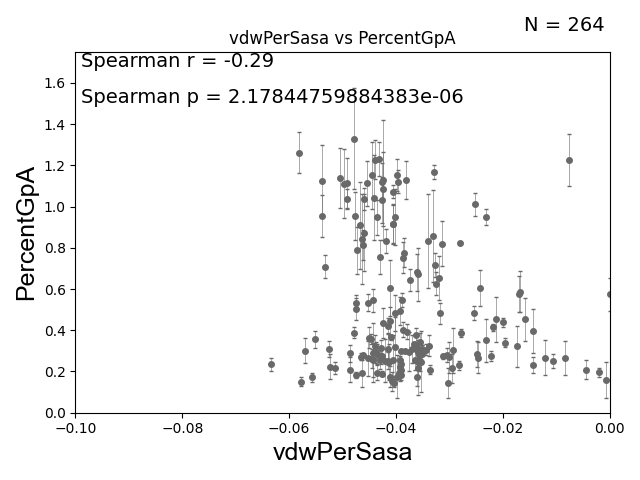 N = 264
vdwPerSasa vs PercentGpA
Spearman r = -0.29
Spearman p = 2.17844759884383e-06
PercentGpA
1.6
1.4
1.2
1.0
0.8
0.6
0.4
0.2
0.0
−0.10 −0.08 −0.06 −0.04 −0.02 0.00
vdwPerSasa